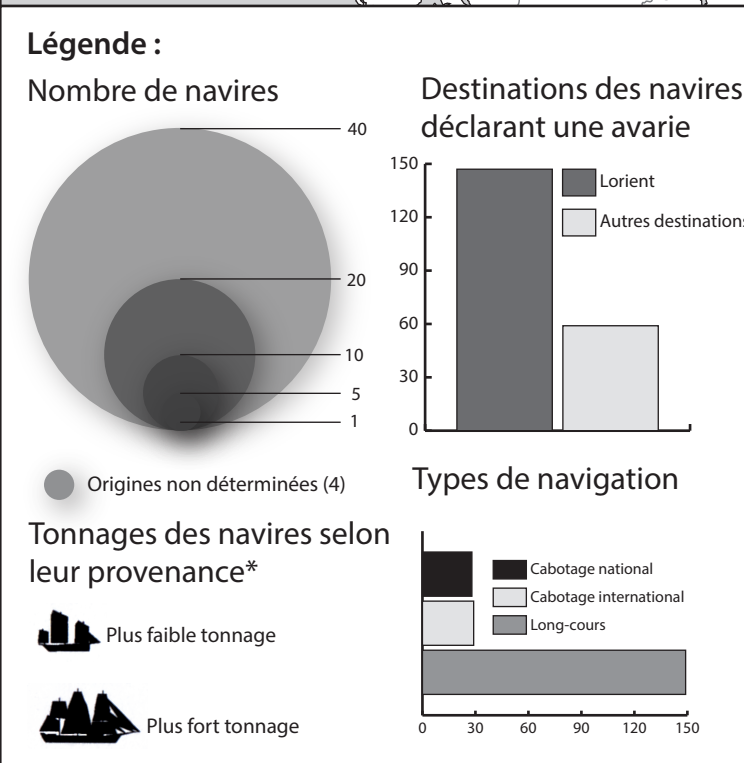 Légende :
Nombre de navires
40
20
10
5
1
Origines non déterminées (4)
Tonnages des navires selon
leur provenance*
Plus faible tonnage
Plus fort tonnage
Destinations des navires
déclarant une avarie
150
120
90
60
30
0
Lorient
Autres destinations
Types de navigation
Cabotage national
Cabotage international
Long-cours
0 30 60 90 120 150